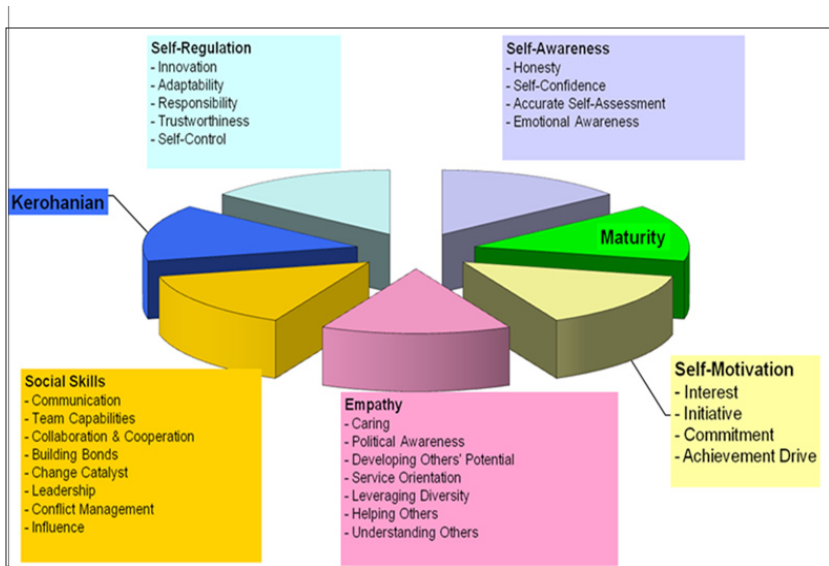 Self-Regulation
- Innovation
- Adaptability
- Responsibility
- Trustworthiness
- Self-Control
Self-Awareness
- Honesty
- Self-Confidence
- Accurate Self-Assessment
- Emotional Awareness
Kerohanian
Maturity
Social Skills
- Communication
- Team Capabilities
- Collaboration & Cooperation
- Building Bonds
- Change Catalyst
- Leadership
- Conflict Management
- Influence
Empathy
- Caring
- Political Awareness
- Developing Others' Potential
- Service Orientation
- Leveraging Diversity
- Helping Others
- Understanding Others
Self-Motivation
- Interest
- Initiative
- Commitment
- Achievement Drive